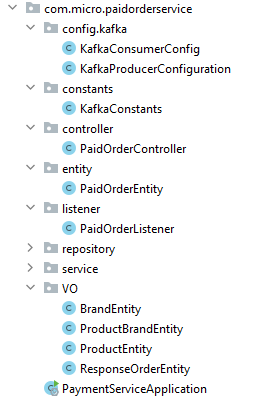 com.micro.paidorderservice
config.kafka
KafkaConsumerConfig
KafkaProducerConfiguration
constants
KafkaConstants
controller
PaidOrderController
entity
PaidOrderEntity
listener
PaidOrderListener
repository
service
VO
BrandEntity
ProductBrandEntity
ProductEntity
ResponseOrderEntity
PaymentServiceApplication